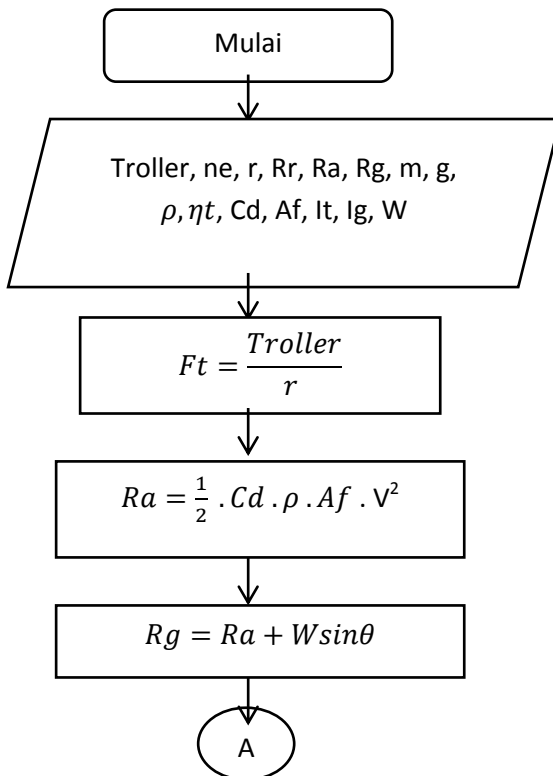 Mulai
Troller, ne, r, Rr, Ra, Rg, m, g,
ρ, ηt, Cd, Af, It, Ig, W
Ft = Troller / r
Ra = 1/2 . Cd . ρ . Af . V²
Rg = Ra + Wsinθ
A